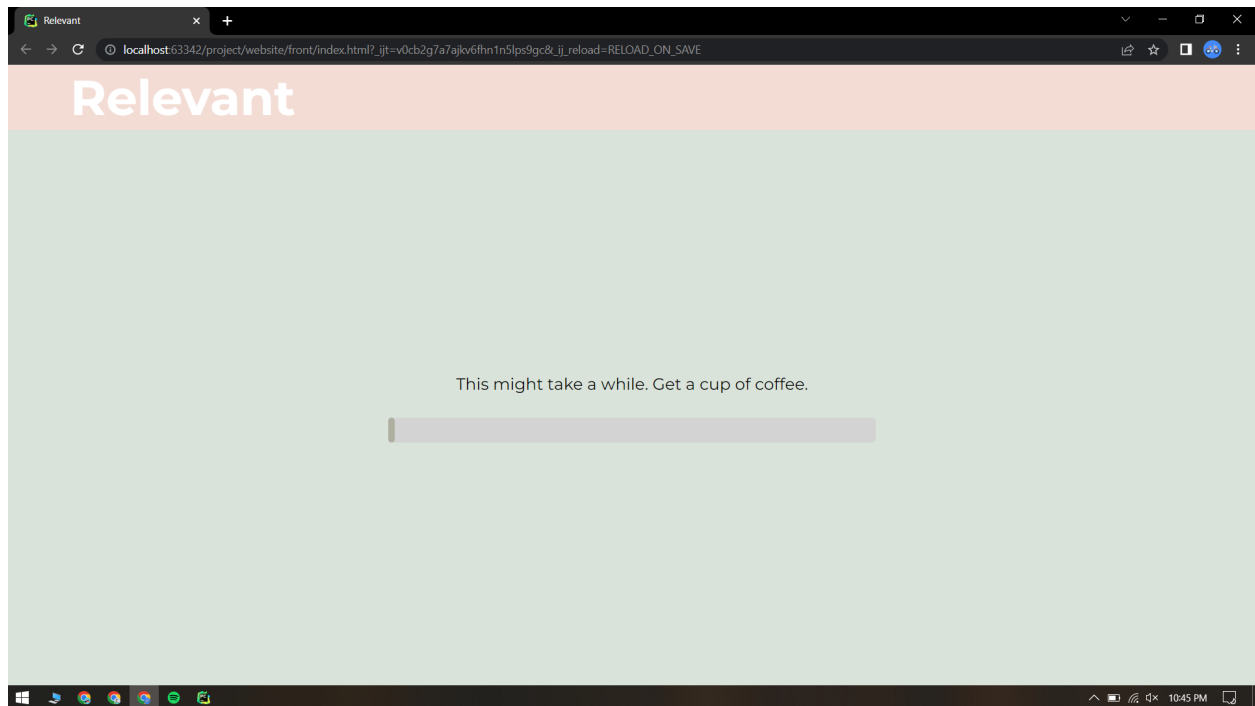 Relevant
localhost:63342/project/website/front/index.html?_ijt=v0cb2g7a7ajkv6fhn1n5lps9gc&_ij_reload=RELOAD_ON_SAVE
Relevant
This might take a while. Get a cup of coffee.
10:45 PM